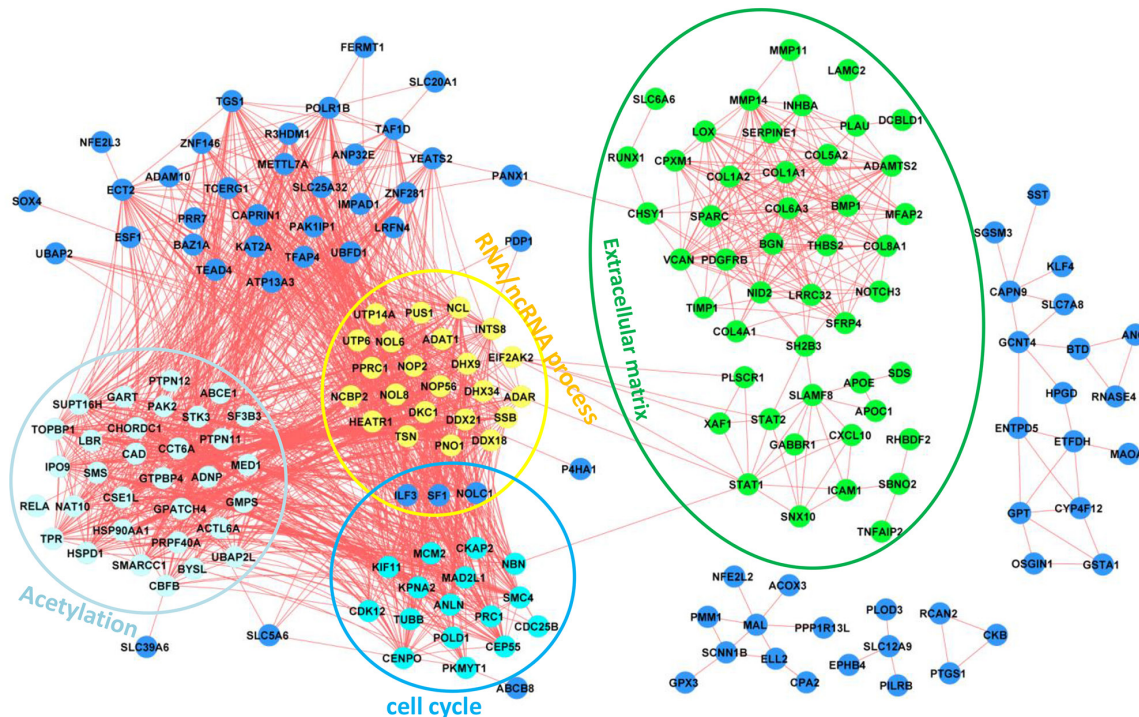 FERMT1
SLC20A1
TGS1
POLR1B
TAF1D
NFE2L3
ZNF146
R3HDM1
ANP32E
YEATS2
METTL7A
ADAM10
TCERG1
SLC25A32
ZNF281
PANX1
ECT2
IMPAD1
SOX4
PRR7
CAPRIN1
PAK1IP1
LRFN4
ESF1
BAZ1A
KAT2A
TFAP4
UBFD1
PDP1
UBAP2
TEAD4
ATP13A3
RNA/ncRNA process
UTP14A
PUS1
NCL
INTS8
UTP6
NOL6
ADAT1
EIF2AK2
PPRC1
NOP2
DHX9
NCBP2
NOL8
NOP56
DHX34
ADAR
HEATR1
DKC1
DDX21
SSB
TSN
PNO1
DDX18
P4HA1
ILF3
SF1
NOLC1
PTPN12
ABCE1
SUPT16H
GART
PAK2
STK3
SF3B3
TOPBP1
CHORDC1
PTPN11
LBR
CAD
CCT6A
IPO9
SMS
GTPBP4
ADNP
MED1
RELA
NAT10
CSE1L
GPATCH4
GMPS
HSP90AA1
ACTL6A
TPR
HSPD1
PRPF40A
UBAP2L
SMARCC1
BYSL
CBFB
Acetylation
SLC39A6
SLC5A6
MCM2
CKAP2
NBN
KIF11
KPNA2
MAD2L1
SMC4
CDK12
TUBB
ANLN
PRC1
CDC25B
POLD1
CEP55
CENPO
PKMYT1
ABCB8
cell cycle
Extracellular matrix
MMP11
LAMC2
SLC6A6
MMP14
INHBA
LOX
SERPINE1
PLAU
DCBLD1
RUNX1
CPXM1
COL5A2
ADAMTS2
COL1A2
COL1A1
CHSY1
SPARC
COL6A3
BMP1
MFAP2
BGN
THBS2
COL8A1
VCAN
PDGFRB
NID2
LRRC32
NOTCH3
TIMP1
SFRP4
COL4A1
SH2B3
PLSCR1
SLAMF8
APOE
SDS
APOC1
XAF1
STAT2
GABBR1
CXCL10
RHBDF2
STAT1
ICAM1
SBNO2
SNX10
TNFAIP2
SST
SGSM3
KLF4
CAPN9
SLC7A8
GCNT4
BTD
HPGD
RNASE4
ENTPD5
ETFDH
MAOA
GPT
CYP4F12
OSGIN1
GSTA1
NFE2L2
ACOX3
PMM1
MAL
PPP1R13L
SCNN1B
ELL2
GPX3
CPA2
PLOD3
SLC12A9
EPHB4
PILRB
RCAN2
CKB
PTGS1